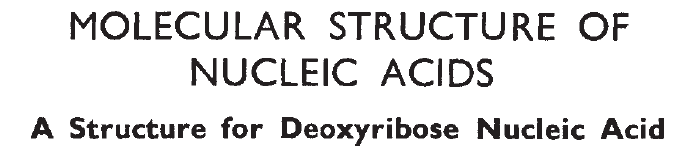 MOLECULAR STRUCTURE OF
NUCLEIC ACIDS
A Structure for Deoxyribose Nucleic Acid